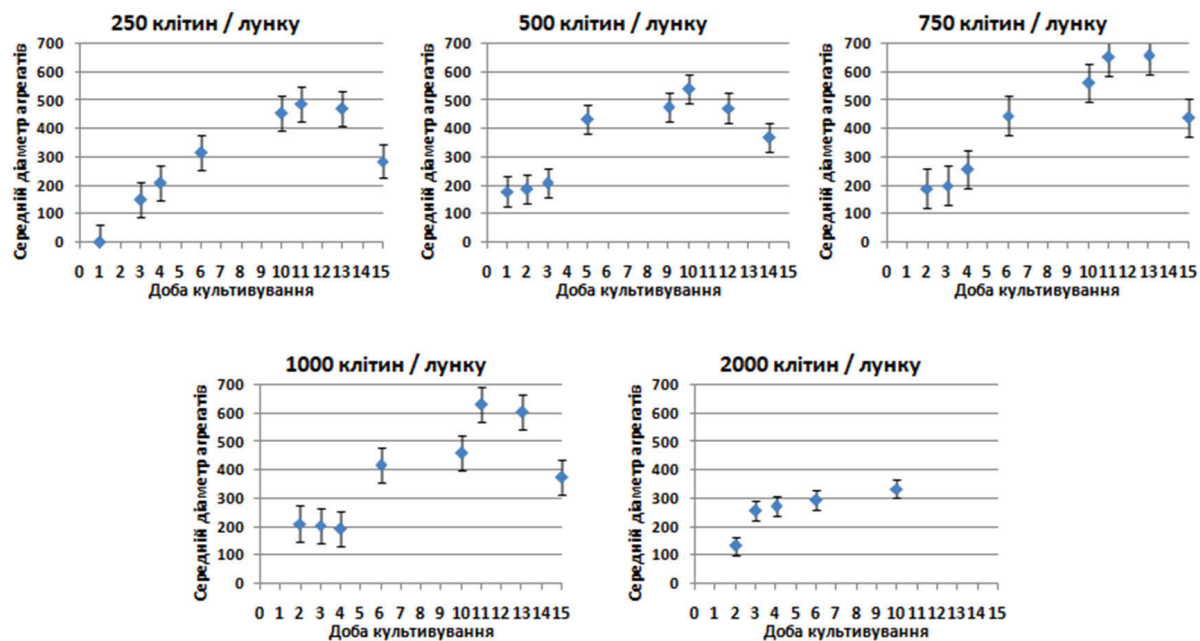 250 клітин / лунку
Середній діаметр агрегатів
700
600
500
400
300
200
100
0
0 1 2 3 4 5 6 7 8 9 10 11 12 13 14 15
Доба культивування
500 клітин / лунку
Середній діаметр агрегатів
700
600
500
400
300
200
100
0
0 1 2 3 4 5 6 7 8 9 10 11 12 13 14 15
Доба культивування
750 клітин / лунку
Середній діаметр агрегатів
700
600
500
400
300
200
100
0
0 1 2 3 4 5 6 7 8 9 10 11 12 13 14 15
Доба культивування
1000 клітин / лунку
Середній діаметр агрегатів
700
600
500
400
300
200
100
0
0 1 2 3 4 5 6 7 8 9 10 11 12 13 14 15
Доба культивування
2000 клітин / лунку
Середній діаметр агрегатів
700
600
500
400
300
200
100
0
0 1 2 3 4 5 6 7 8 9 10 11 12 13 14 15
Доба культивування